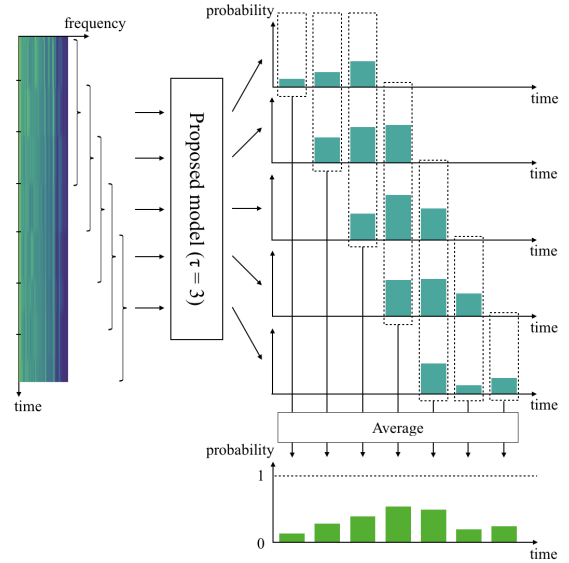 probability
frequency
time
time
time
time
time
Proposed model (τ = 3)
time
Average
probability
1
0
time